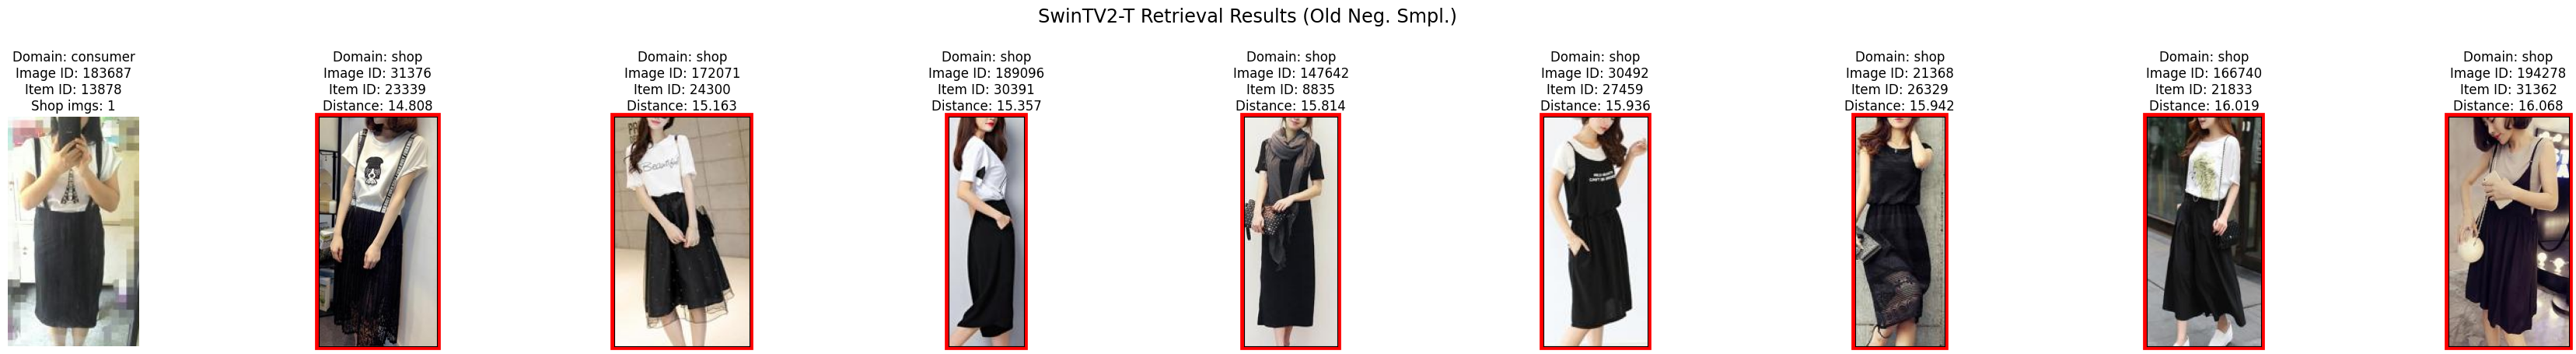 SwinTV2-T Retrieval Results (Old Neg. Smpl.)
Domain: consumer
Image ID: 183687
Item ID: 13878
Shop imgs: 1
Domain: shop
Image ID: 31376
Item ID: 23339
Distance: 14.808
Domain: shop
Image ID: 172071
Item ID: 24300
Distance: 15.163
Domain: shop
Image ID: 189096
Item ID: 30391
Distance: 15.357
Domain: shop
Image ID: 147642
Item ID: 8835
Distance: 15.814
Domain: shop
Image ID: 30492
Item ID: 27459
Distance: 15.936
Domain: shop
Image ID: 21368
Item ID: 26329
Distance: 15.942
Domain: shop
Image ID: 166740
Item ID: 21833
Distance: 16.019
Domain: shop
Image ID: 194278
Item ID: 31362
Distance: 16.068
Beautiful